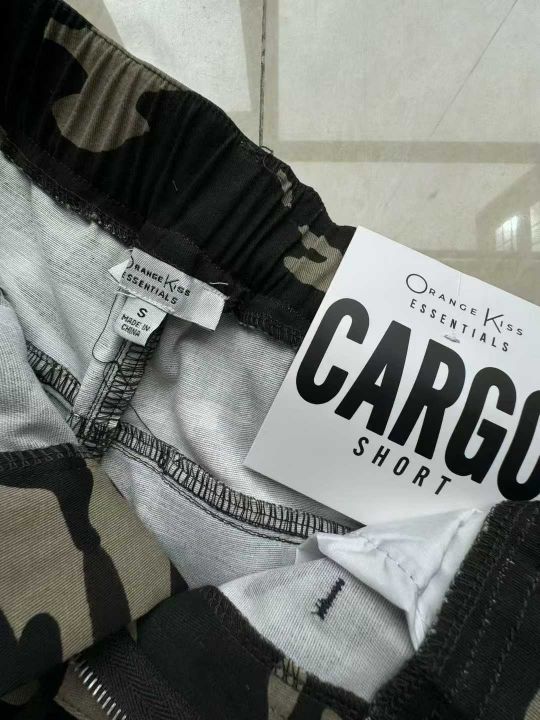 ORANGE KISS
ESSENTIALS
S
MADE IN
CHINA
ORANGE KISS
ESSENTIALS
CARGO
SHORT